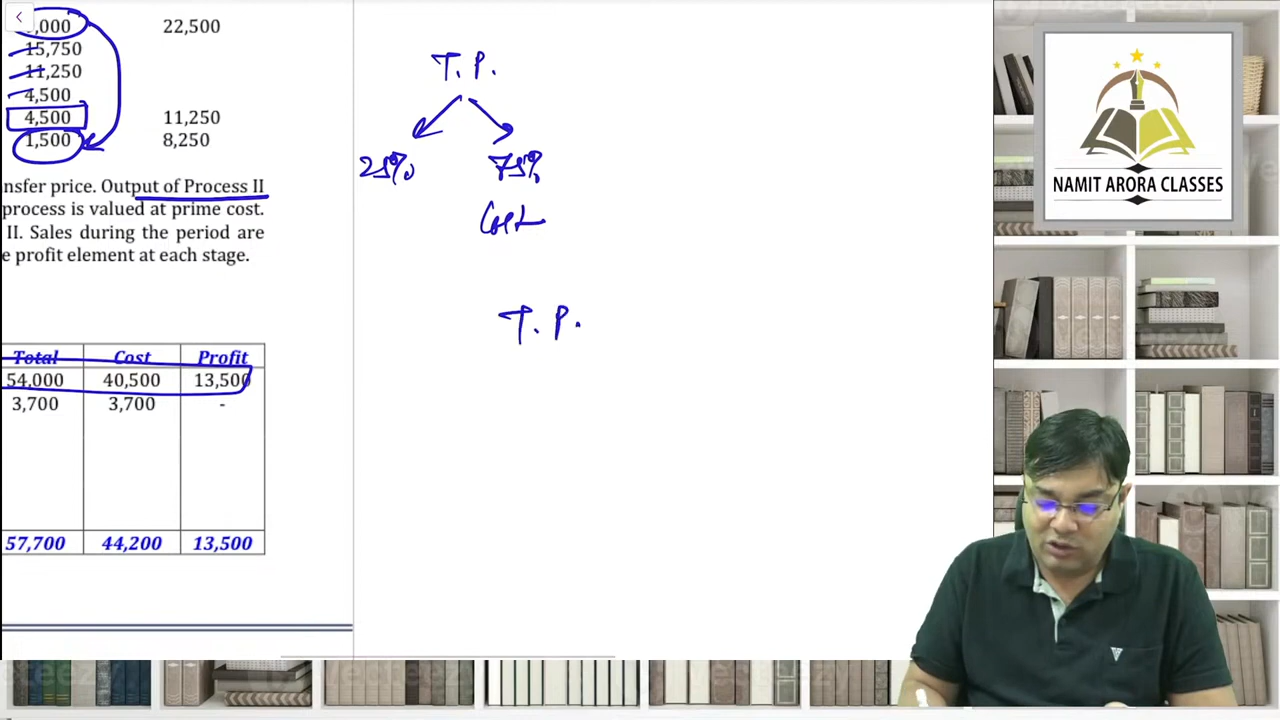 ,000 22,500
15,750
11,250
4,500
4,500 11,250
1,500 8,250
nsfer price. Output of Process II
process is valued at prime cost.
II. Sales during the period are
e profit element at each stage.
Total Cost Profit
54,000 40,500 13,500
3,700 3,700 -
57,700 44,200 13,500
T. P.
25% 75%
Cost
T. P.
NAMIT ARORA CLASSES